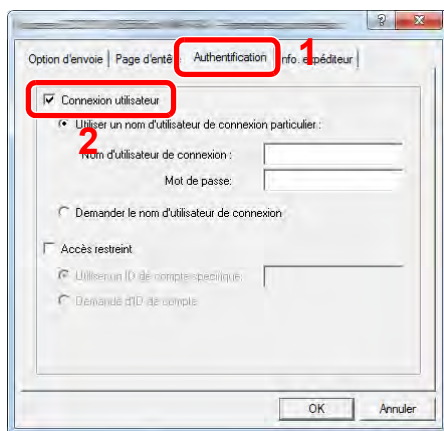 Option d'envoie Page d'entê Authentification 1 nfo. expéditeur
Connexion utilisateur
2
Utiliser un nom d'utilisateur de connexion particulier :
Nom d'utilisateur de connexion :
Mot de passe:
Demander le nom d'utilisateur de connexion
Accès restreint
Utiliser un ID de compte spécifique:
Demande d'ID de compte
OK Annuler